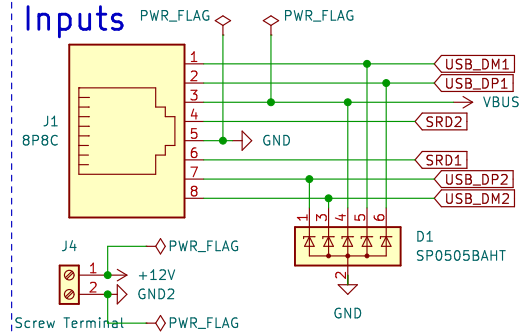 Inputs
PWR_FLAG
PWR_FLAG
1
USB_DM1
2
USB_DP1
3
VBUS
J1
8P8C
4
SRD2
5
GND
6
SRD1
7
USB_DP2
8
USB_DM2
1
3
4
5
6
D1
SP0505BAHT
2
GND
J4
PWR_FLAG
1
+12V
2
GND2
Screw Terminal
PWR_FLAG